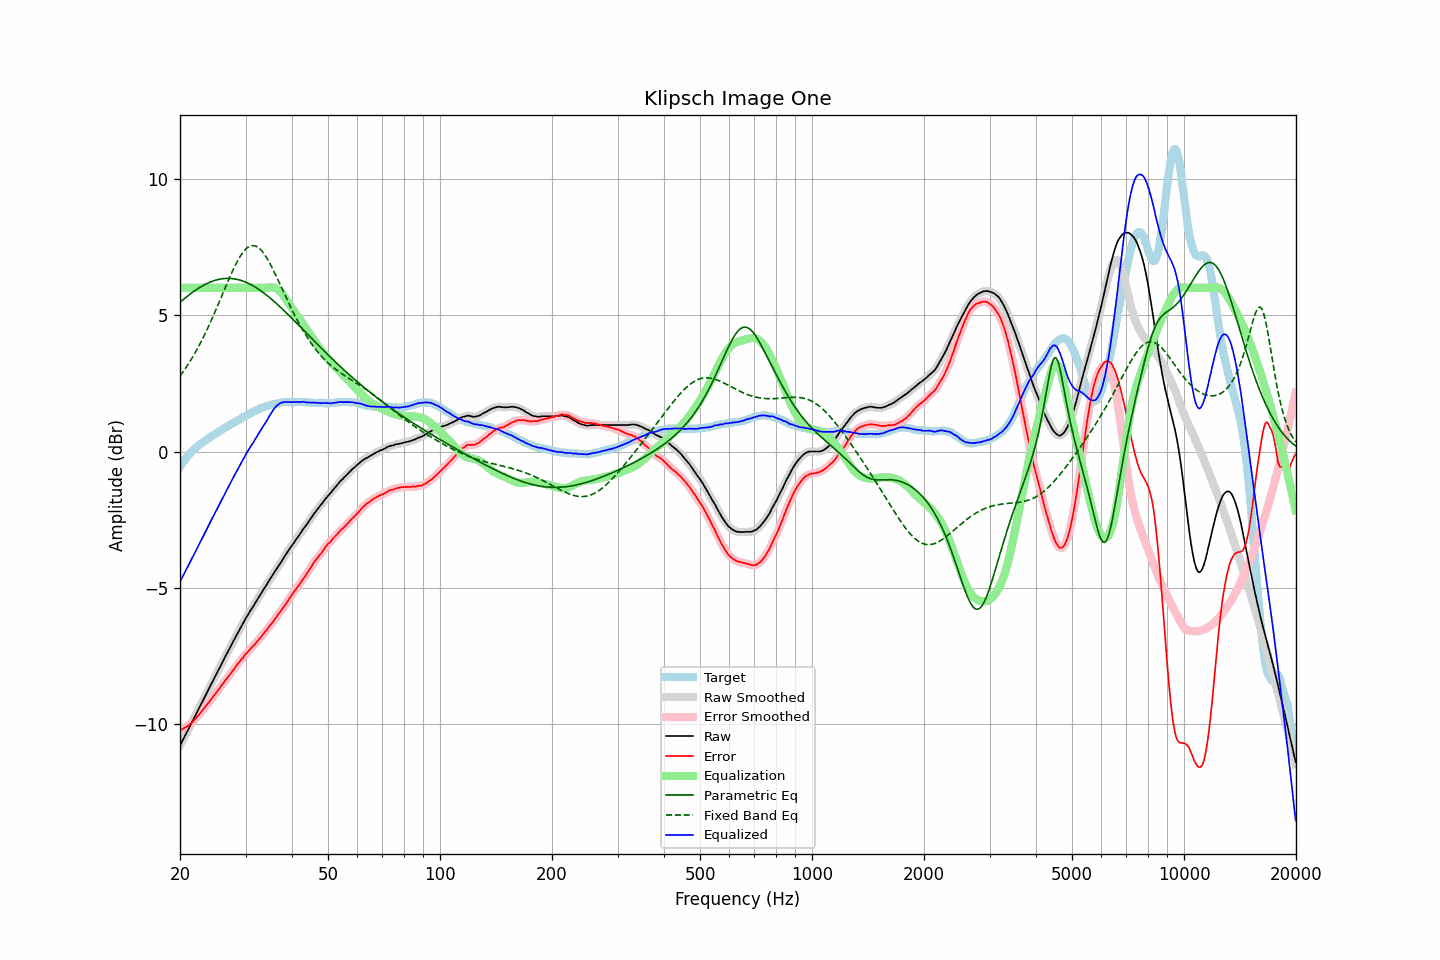 Klipsch Image One
Amplitude (dBr)
10
5
0
−5
−10
20
50
100
200
500
1000
2000
5000
10000
20000
Frequency (Hz)
Target
Raw Smoothed
Error Smoothed
Raw
Error
Equalization
Parametric Eq
Fixed Band Eq
Equalized